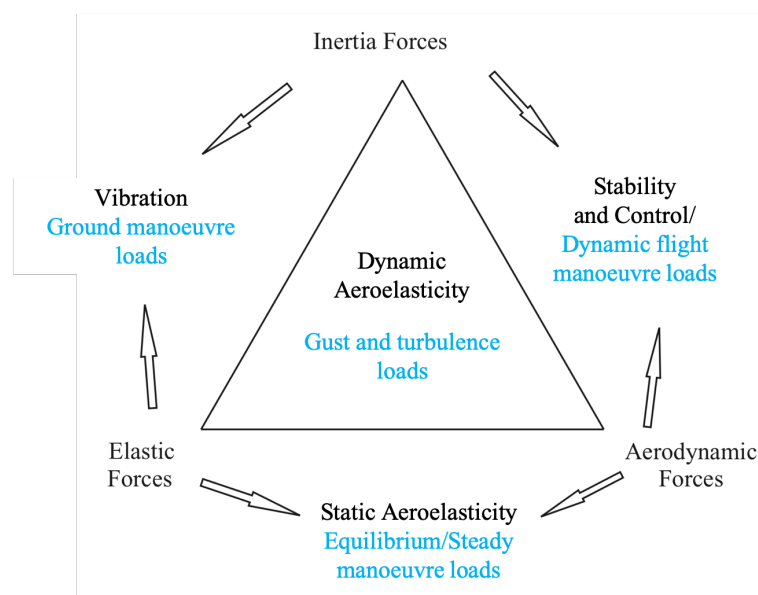 Inertia Forces
Vibration
Ground manoeuvre
loads
Stability
and Control/
Dynamic flight
manoeuvre loads
Dynamic
Aeroelasticity
Gust and turbulence
loads
Elastic
Forces
Aerodynamic
Forces
Static Aeroelasticity
Equilibrium/Steady
manoeuvre loads